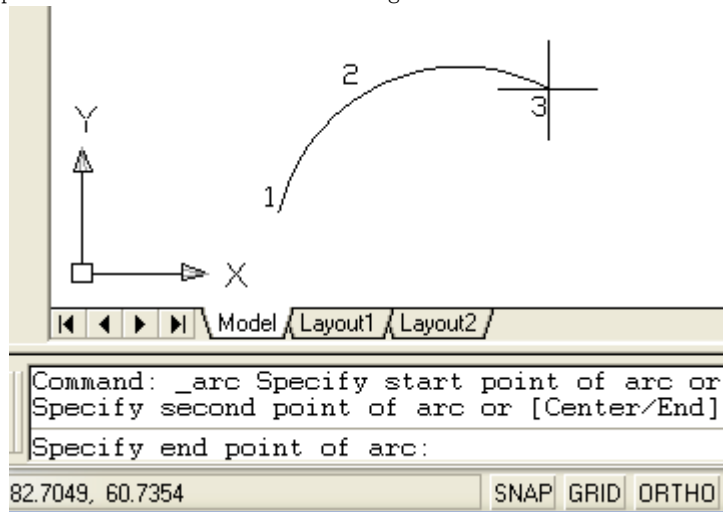 2
3
Y
1
X
Model Layout1 Layout2
Command: _arc Specify start point of arc or
Specify second point of arc or [Center/End]
Specify end point of arc:
82.7049, 60.7354 SNAP GRID ORTHO